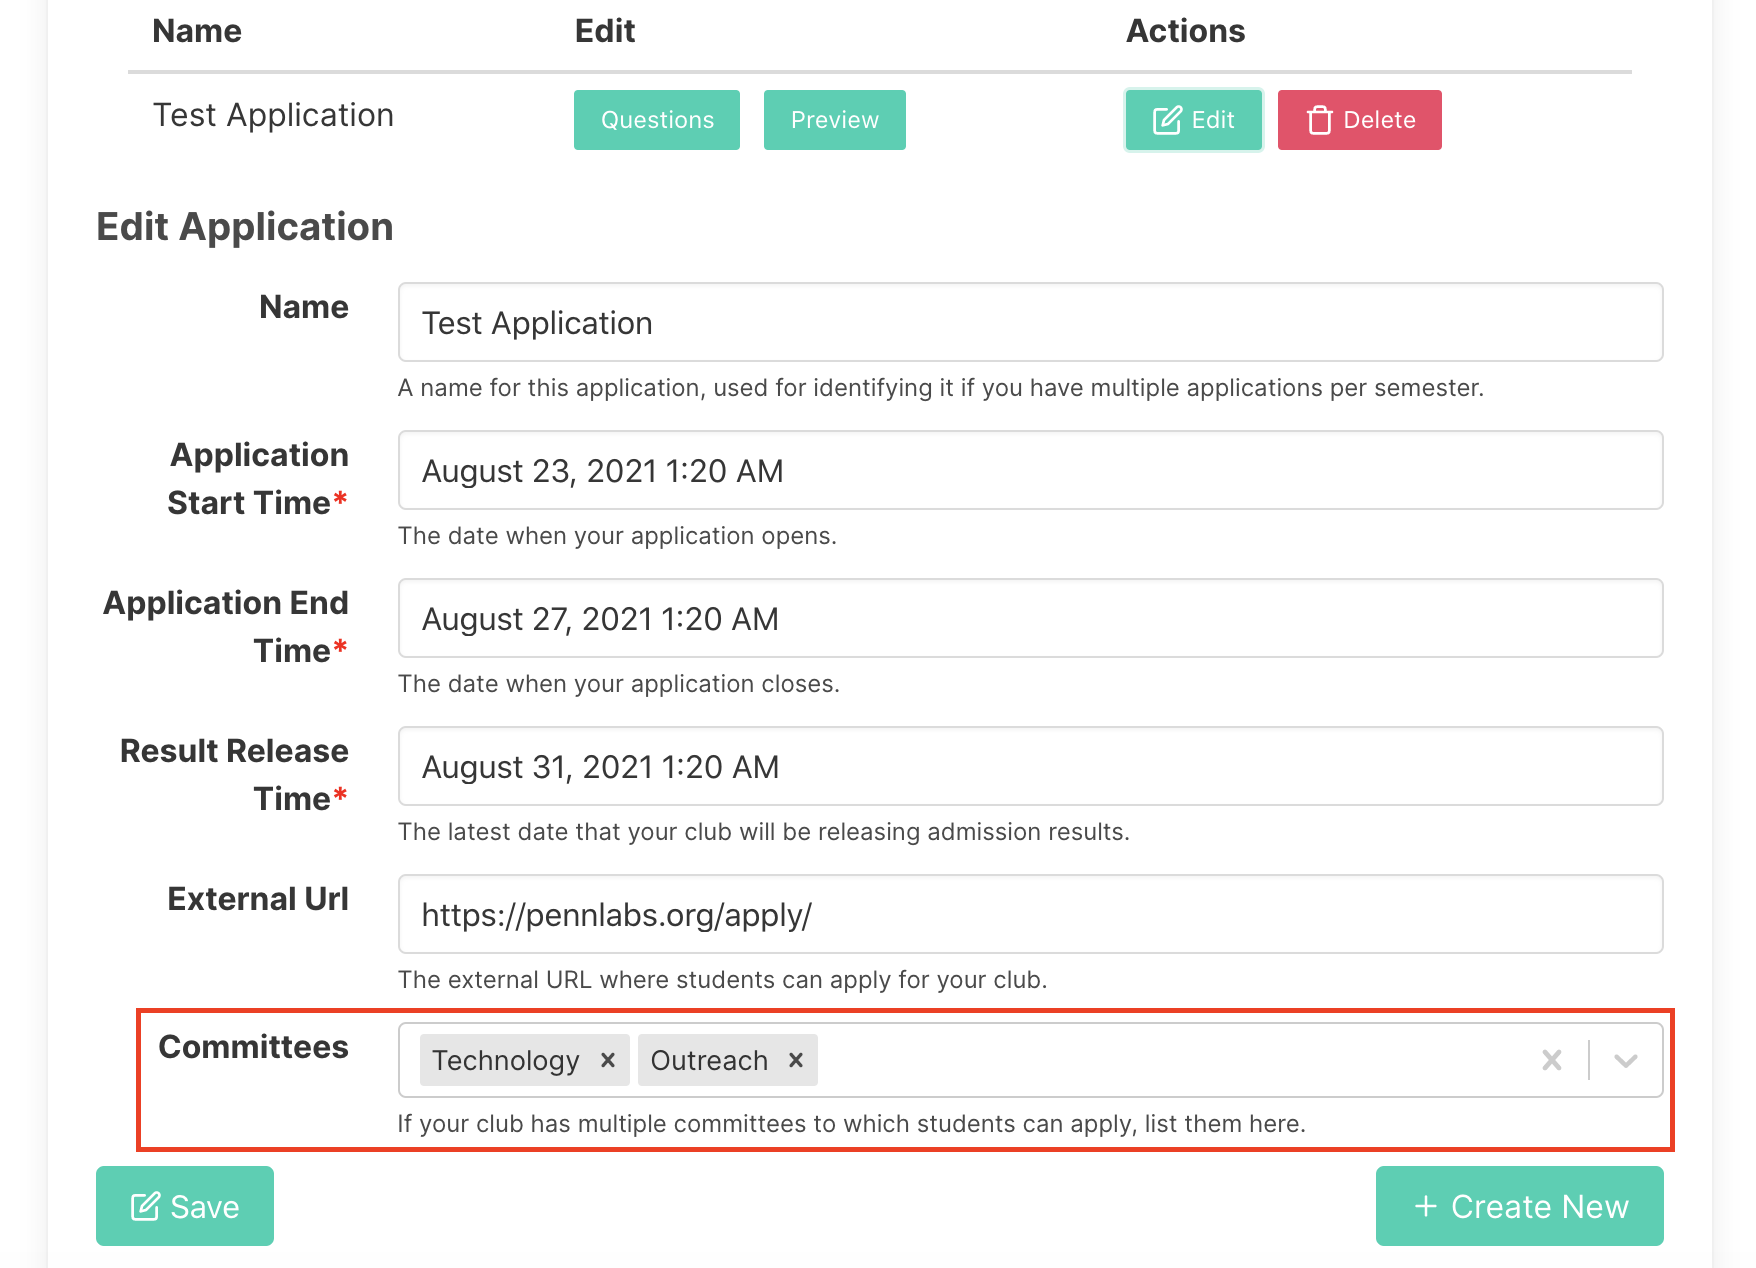 Name Edit Actions
Test Application Questions Preview Edit Delete
Edit Application
Name Test Application
A name for this application, used for identifying it if you have multiple applications per semester.
Application
Start Time* August 23, 2021 1:20 AM
The date when your application opens.
Application End
Time* August 27, 2021 1:20 AM
The date when your application closes.
Result Release
Time* August 31, 2021 1:20 AM
The latest date that your club will be releasing admission results.
External Url https://pennlabs.org/apply/
The external URL where students can apply for your club.
Committees Technology × Outreach ×
If your club has multiple committees to which students can apply, list them here.
Save + Create New